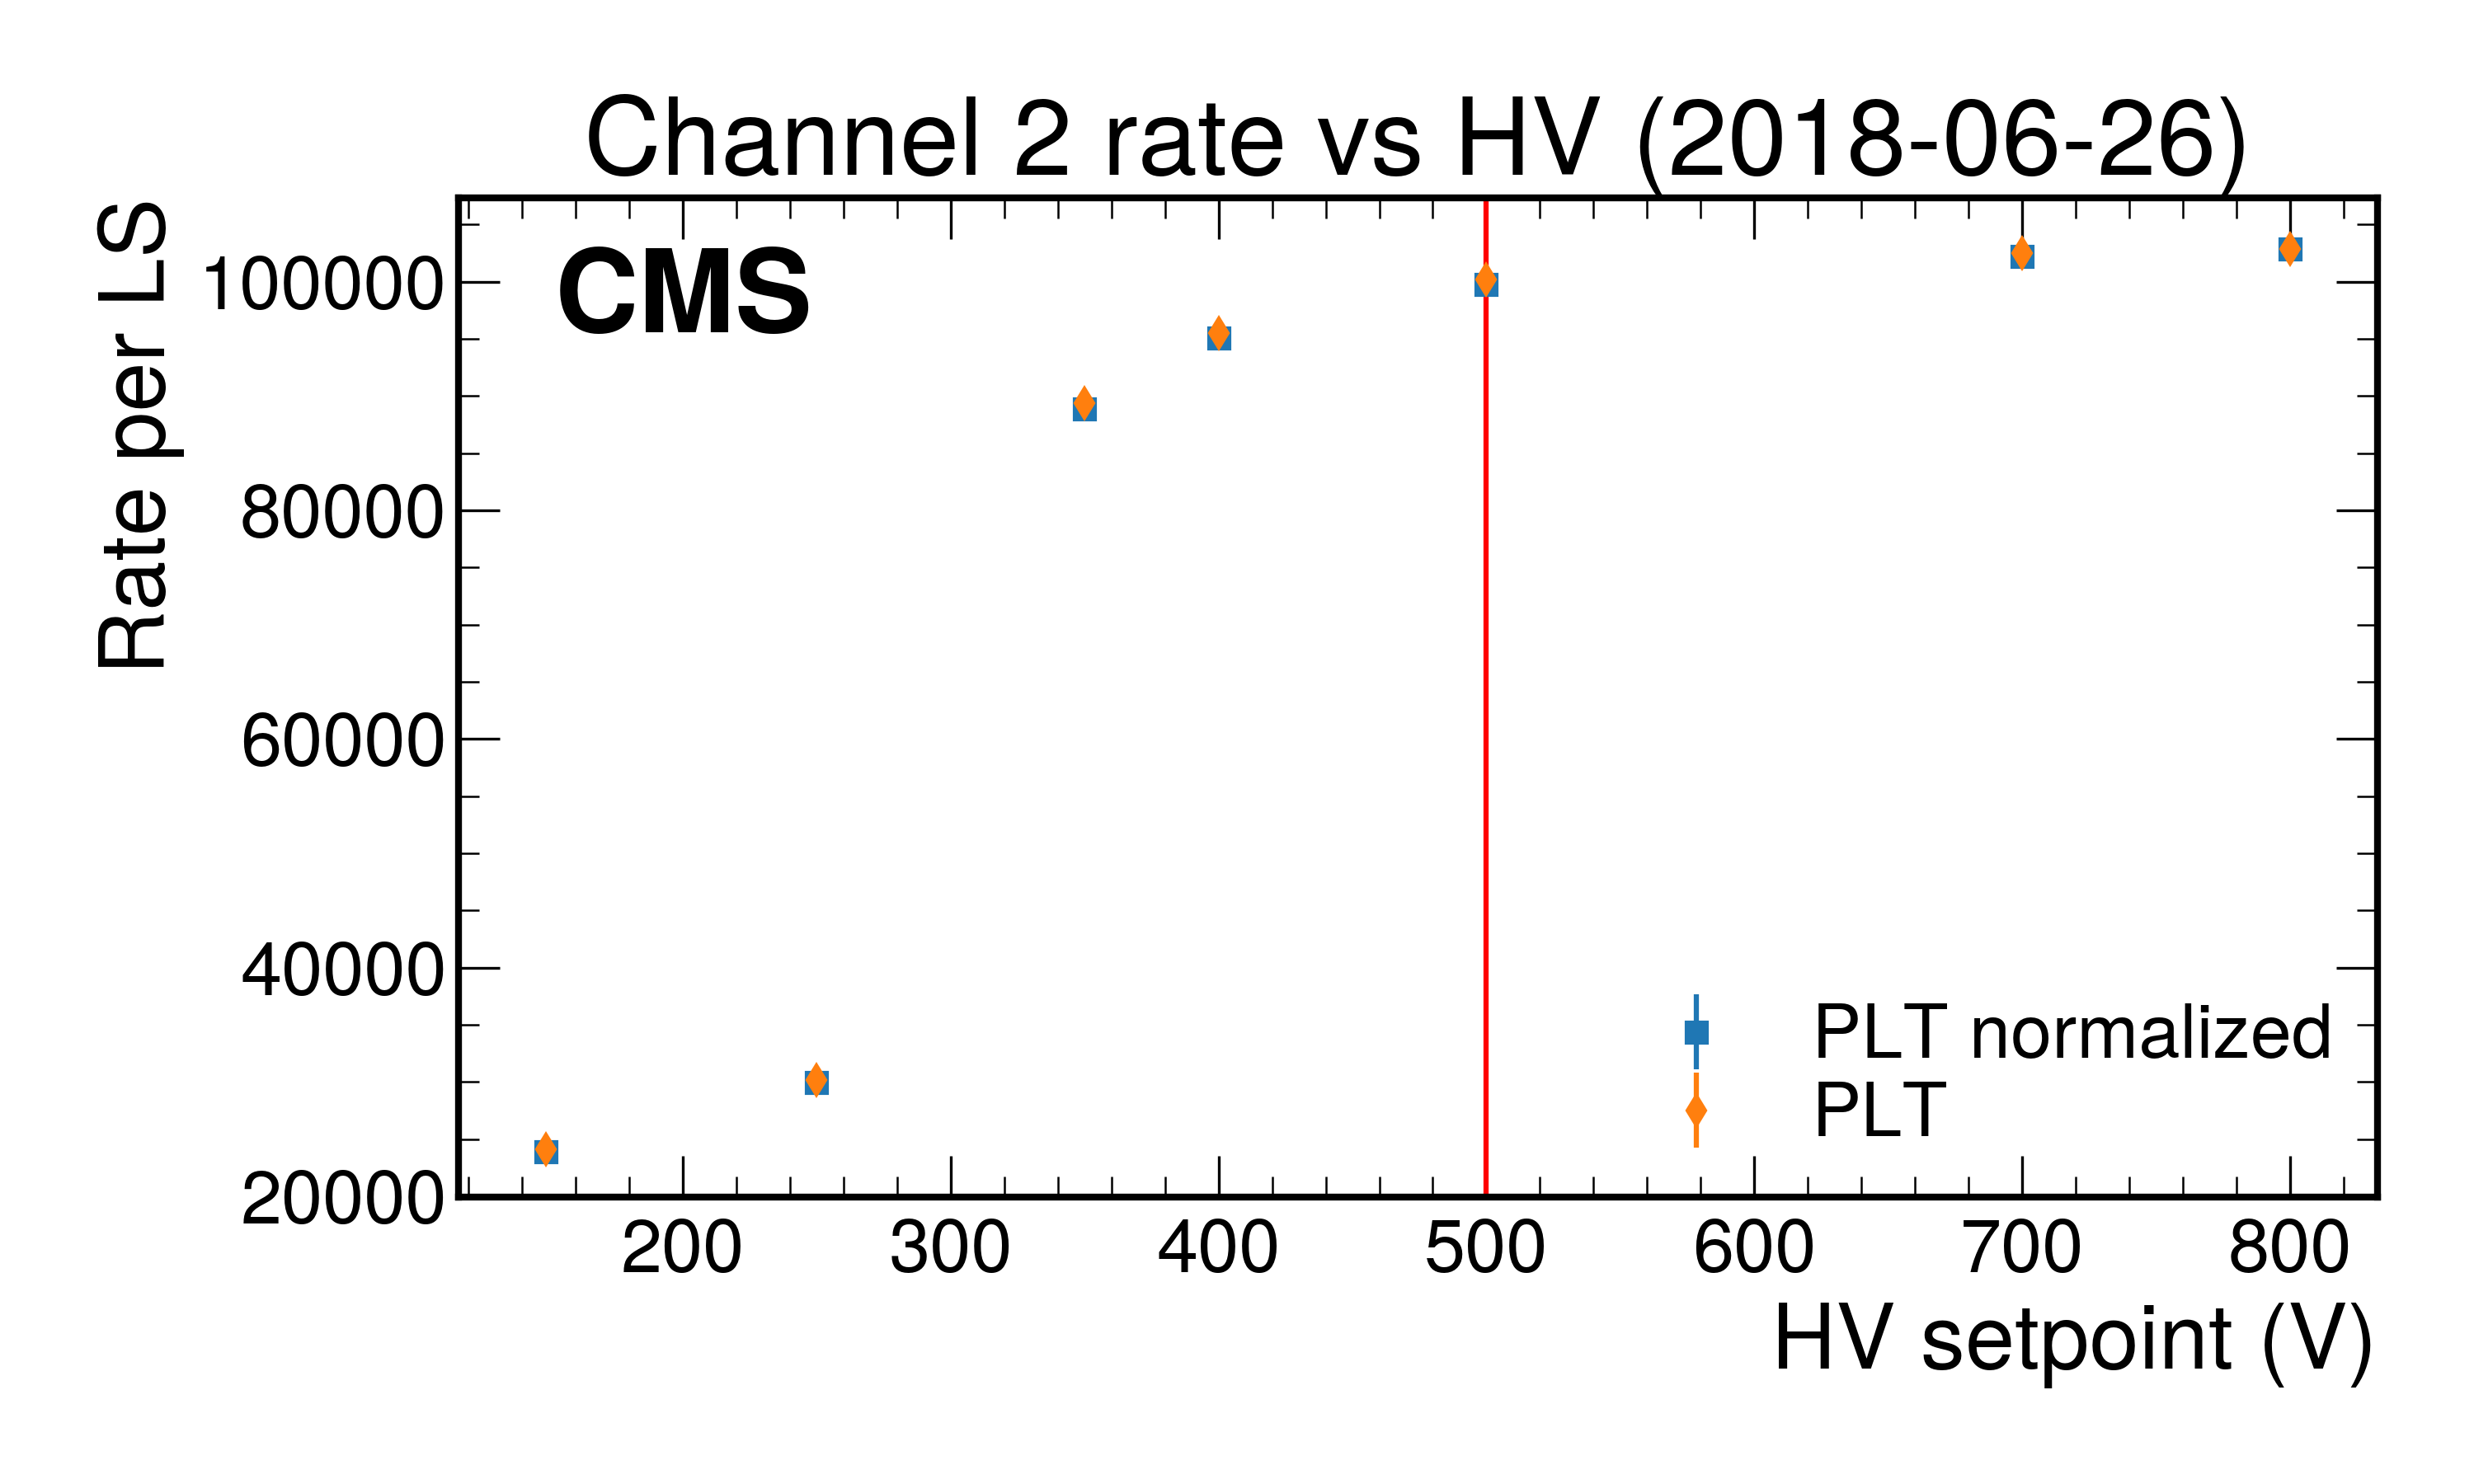 Channel 2 rate vs HV (2018-06-26)
CMS
Rate per LS
100000
80000
60000
40000
20000
PLT normalized
PLT
200 300 400 500 600 700 800
HV setpoint (V)